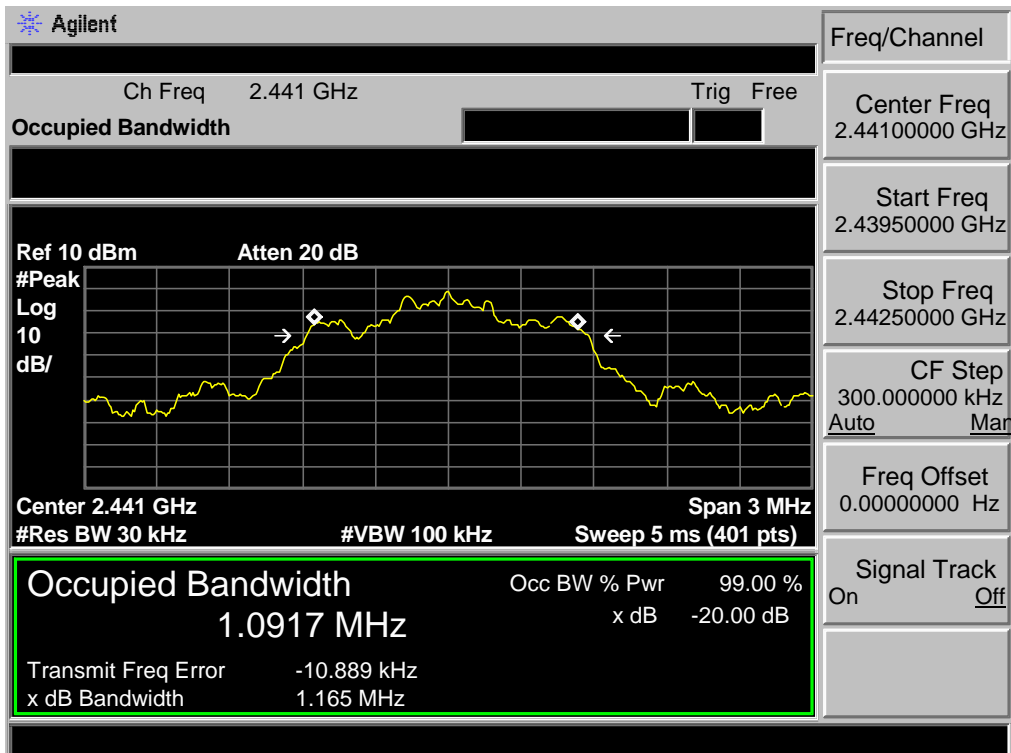 Agilent
Ch Freq 2.441 GHz Trig Free
Occupied Bandwidth
Ref 10 dBm Atten 20 dB
#Peak
Log
10
dB/
Center 2.441 GHz Span 3 MHz
#Res BW 30 kHz #VBW 100 kHz Sweep 5 ms (401 pts)
Occupied Bandwidth Occ BW % Pwr 99.00 %
1.0917 MHz x dB -20.00 dB
Transmit Freq Error -10.889 kHz
x dB Bandwidth 1.165 MHz
Freq/Channel
Center Freq
2.44100000 GHz
Start Freq
2.43950000 GHz
Stop Freq
2.44250000 GHz
CF Step
300.000000 kHz
Auto Man
Freq Offset
0.00000000 Hz
Signal Track
On Off